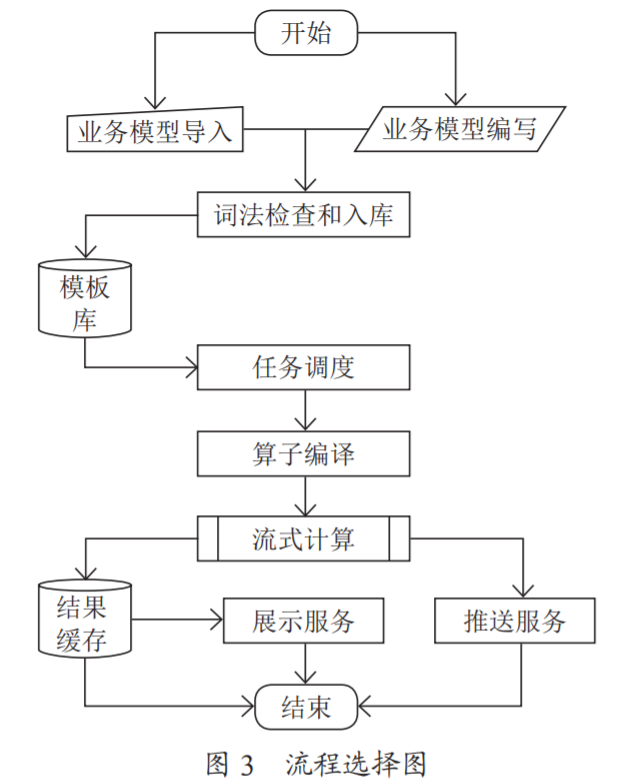 开始
业务模型导入
业务模型编写
词法检查和入库
模板
库
任务调度
算子编译
流式计算
结果
缓存
展示服务
推送服务
结束
图 3 流程选择图